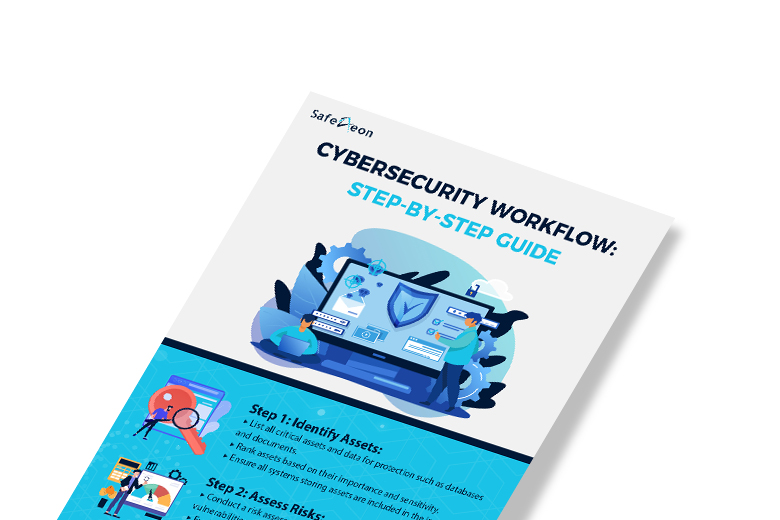 SafeAeon
CYBERSECURITY WORKFLOW:
STEP-BY-STEP GUIDE
Step 1: Identify Assets:
▸ List all critical assets and data for protection such as databases
and documents.
▸ Rank assets based on their importance and sensitivity.
▸ Ensure all systems storing assets are included in the
Step 2: Assess Risks:
▸ Conduct a risk